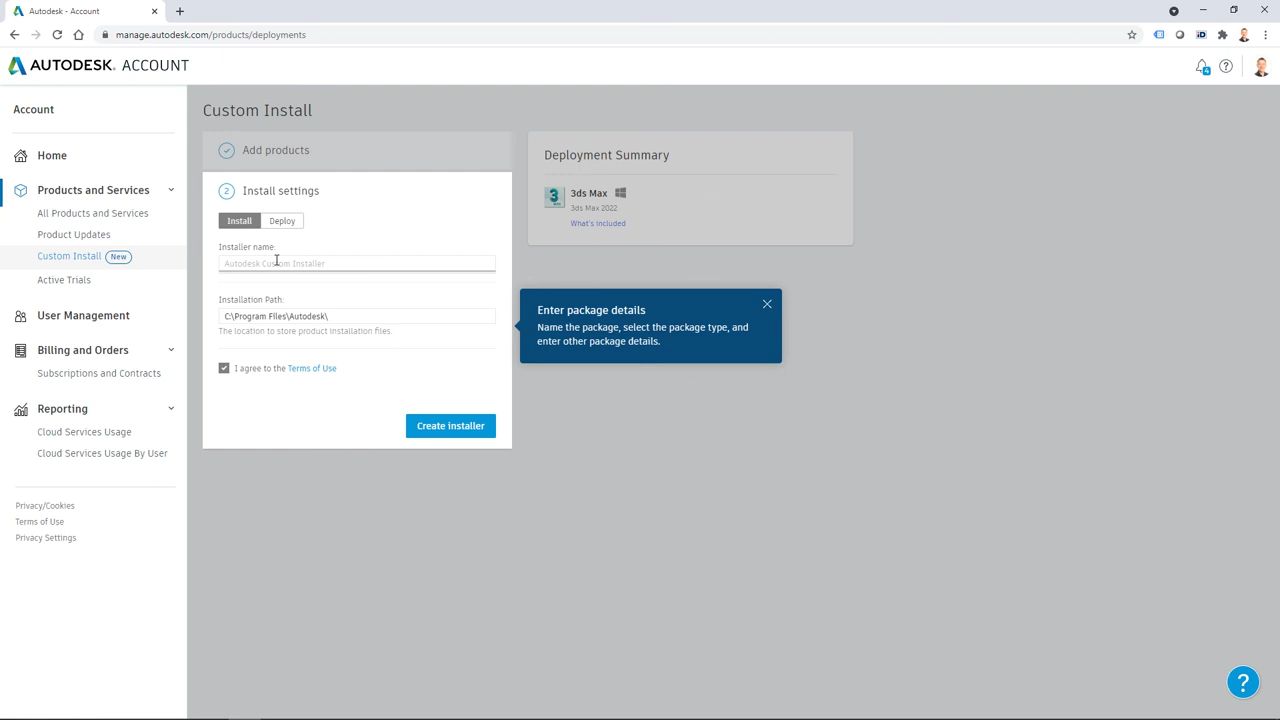 Autodesk - Account
manage.autodesk.com/products/deployments
AUTODESK. ACCOUNT
4
Account
Home
Products and Services
All Products and Services
Product Updates
Custom Install New
Active Trials
User Management
Billing and Orders
Subscriptions and Contracts
Reporting
Cloud Services Usage
Cloud Services Usage By User
Privacy/Cookies
Terms of Use
Privacy Settings
Custom Install
Add products
2 Install settings
Install Deploy
Installer name:
Autodesk Custom Installer
Installation Path:
C:\Program Files\Autodesk\
The location to store product installation files.
I agree to the Terms of Use
Create installer
Deployment Summary
3 3ds Max
3ds Max 2022
What's included
Enter package details
Name the package, select the package type, and
enter other package details.
?